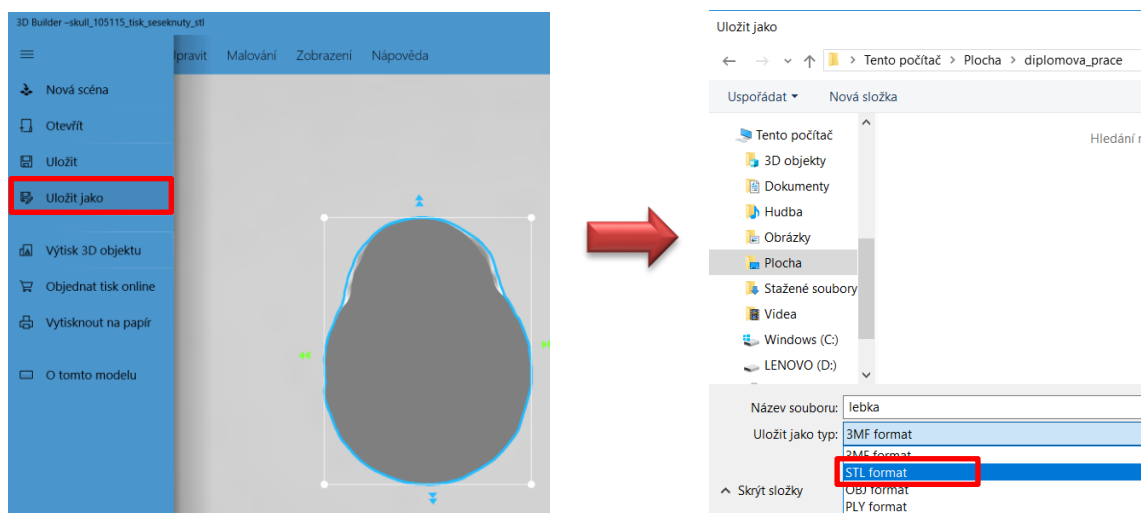 3D Builder –skull_105115_tisk_seseknuty_stl
pravit Malování Zobrazení Nápověda
Nová scéna
Otevřít
Uložit
Uložit jako
Výtisk 3D objektu
Objednat tisk online
Vytisknout na papír
O tomto modelu
Uložit jako
Tento počítač > Plocha > diplomova_prace
Uspořádat Nová složka
Hledání
Tento počítač
3D objekty
Dokumenty
Hudba
Obrázky
Plocha
Stažené soubory
Videa
Windows (C:)
LENOVO (D:)
Název souboru: lebka
Uložit jako typ: 3MF format
3MF format
STL format
OBJ format
PLY format
Skrýt složky